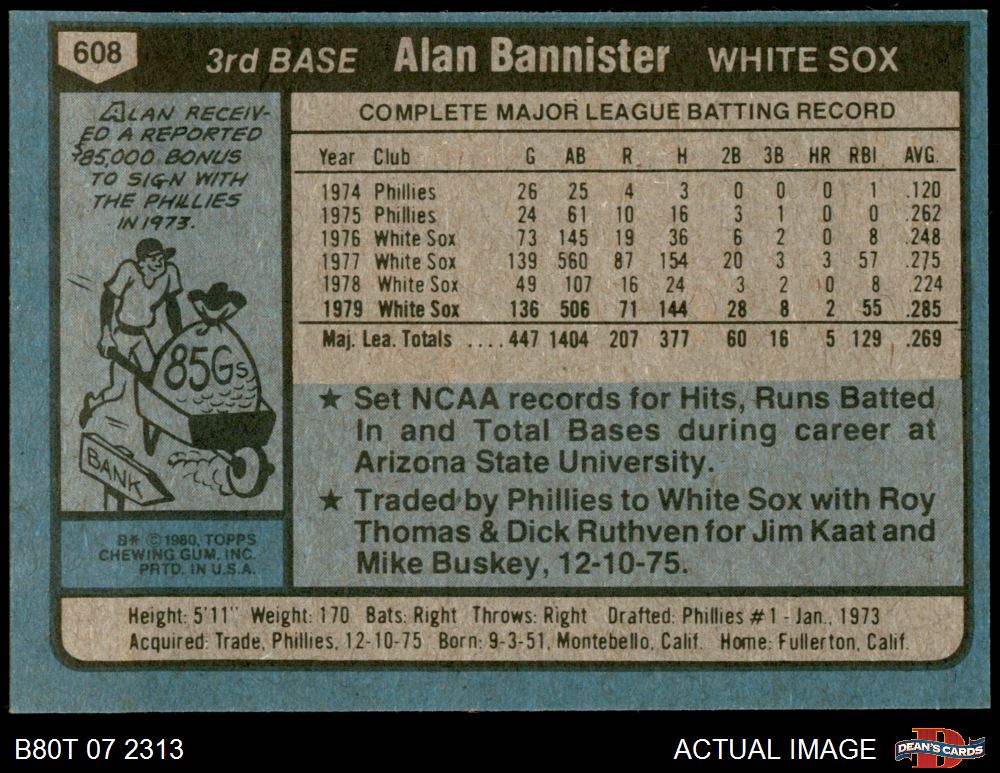 608
3rd BASE Alan Bannister WHITE SOX
ALAN RECEIV-
ED A REPORTED
$85,000 BONUS
TO SIGN WITH
THE PHILLIES
IN 1973.
85Gs
BANK
B* © 1980, TOPPS
CHEWING GUM, INC.
PRTD. IN U.S.A.
COMPLETE MAJOR LEAGUE BATTING RECORD
Year Club G AB R H 2B 3B HR RBI AVG.
1974 Phillies 26 25 4 3 0 0 0 1 .120
1975 Phillies 24 61 10 16 3 1 0 0 .262
1976 White Sox 73 145 19 36 6 2 0 8 .248
1977 White Sox 139 560 87 154 20 3 3 57 .275
1978 White Sox 49 107 16 24 3 2 0 8 .224
1979 White Sox 136 506 71 144 28 8 2 55 .285
Maj. Lea. Totals ....447 1404 207 377 60 16 5 129 .269
★ Set NCAA records for Hits, Runs Batted
In and Total Bases during career at
Arizona State University.
★ Traded by Phillies to White Sox with Roy
Thomas & Dick Ruthven for Jim Kaat and
Mike Buskey, 12-10-75.
Height: 5'11" Weight: 170 Bats: Right Throws: Right Drafted: Phillies #1 - Jan., 1973
Acquired: Trade, Phillies, 12-10-75 Born: 9-3-51, Montebello, Calif. Home: Fullerton, Calif.
B80T 07 2313
ACTUAL IMAGE
D
DEAN'S CARDS